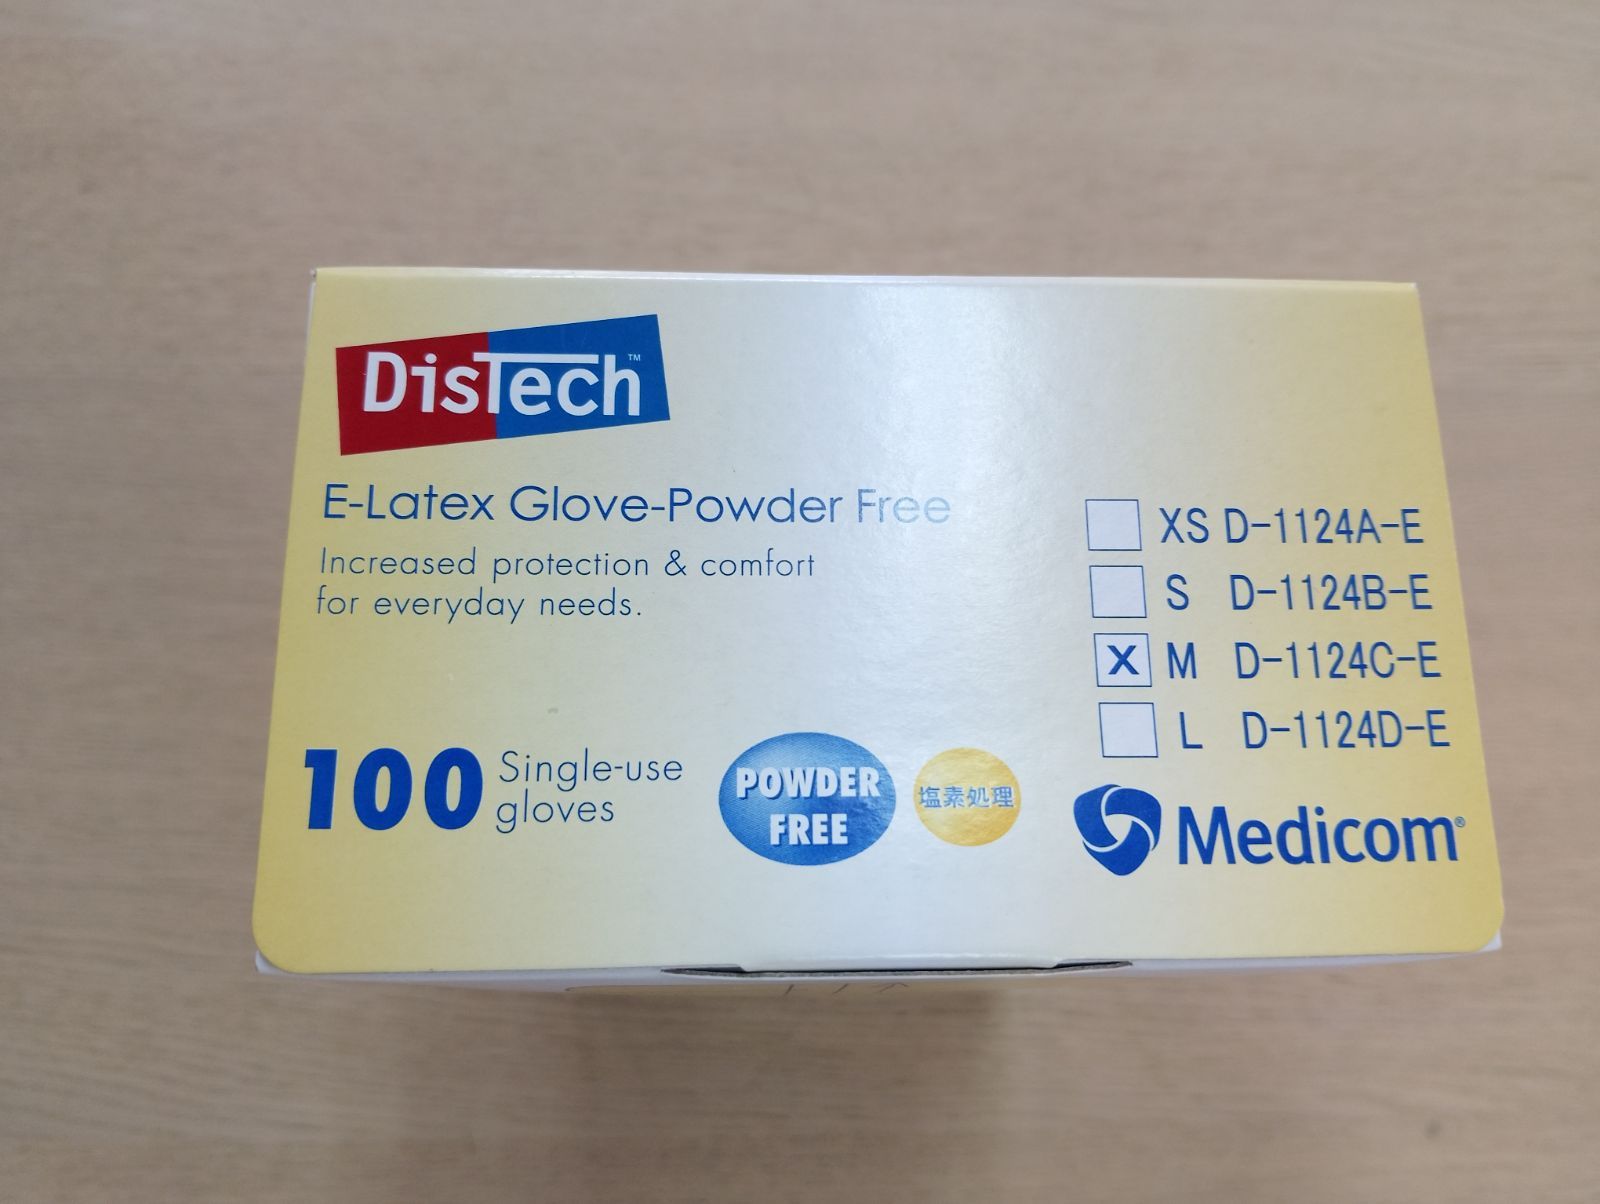 DisTech™
E-Latex Glove-Powder Free
Increased protection & comfort
for everyday needs.
XS D-1124A-E
S D-1124B-E
X M D-1124C-E
L D-1124D-E
100 Single-use
gloves
POWDER
FREE
塩素処理
Medicom®